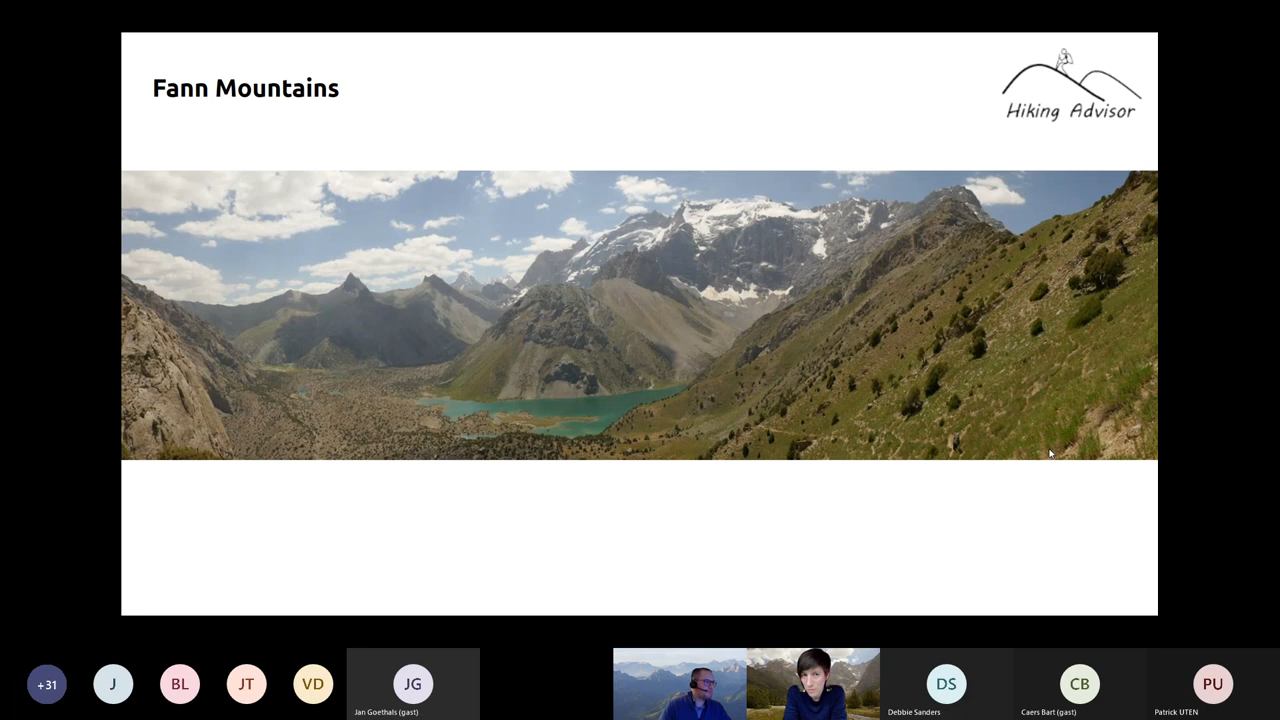 Fann Mountains
Hiking Advisor
+31
J
BL
JT
VD
JG
Jan Goethals (gast)
DS
Debbie Sanders
CB
Caers Bart (gast)
PU
Patrick UTEN